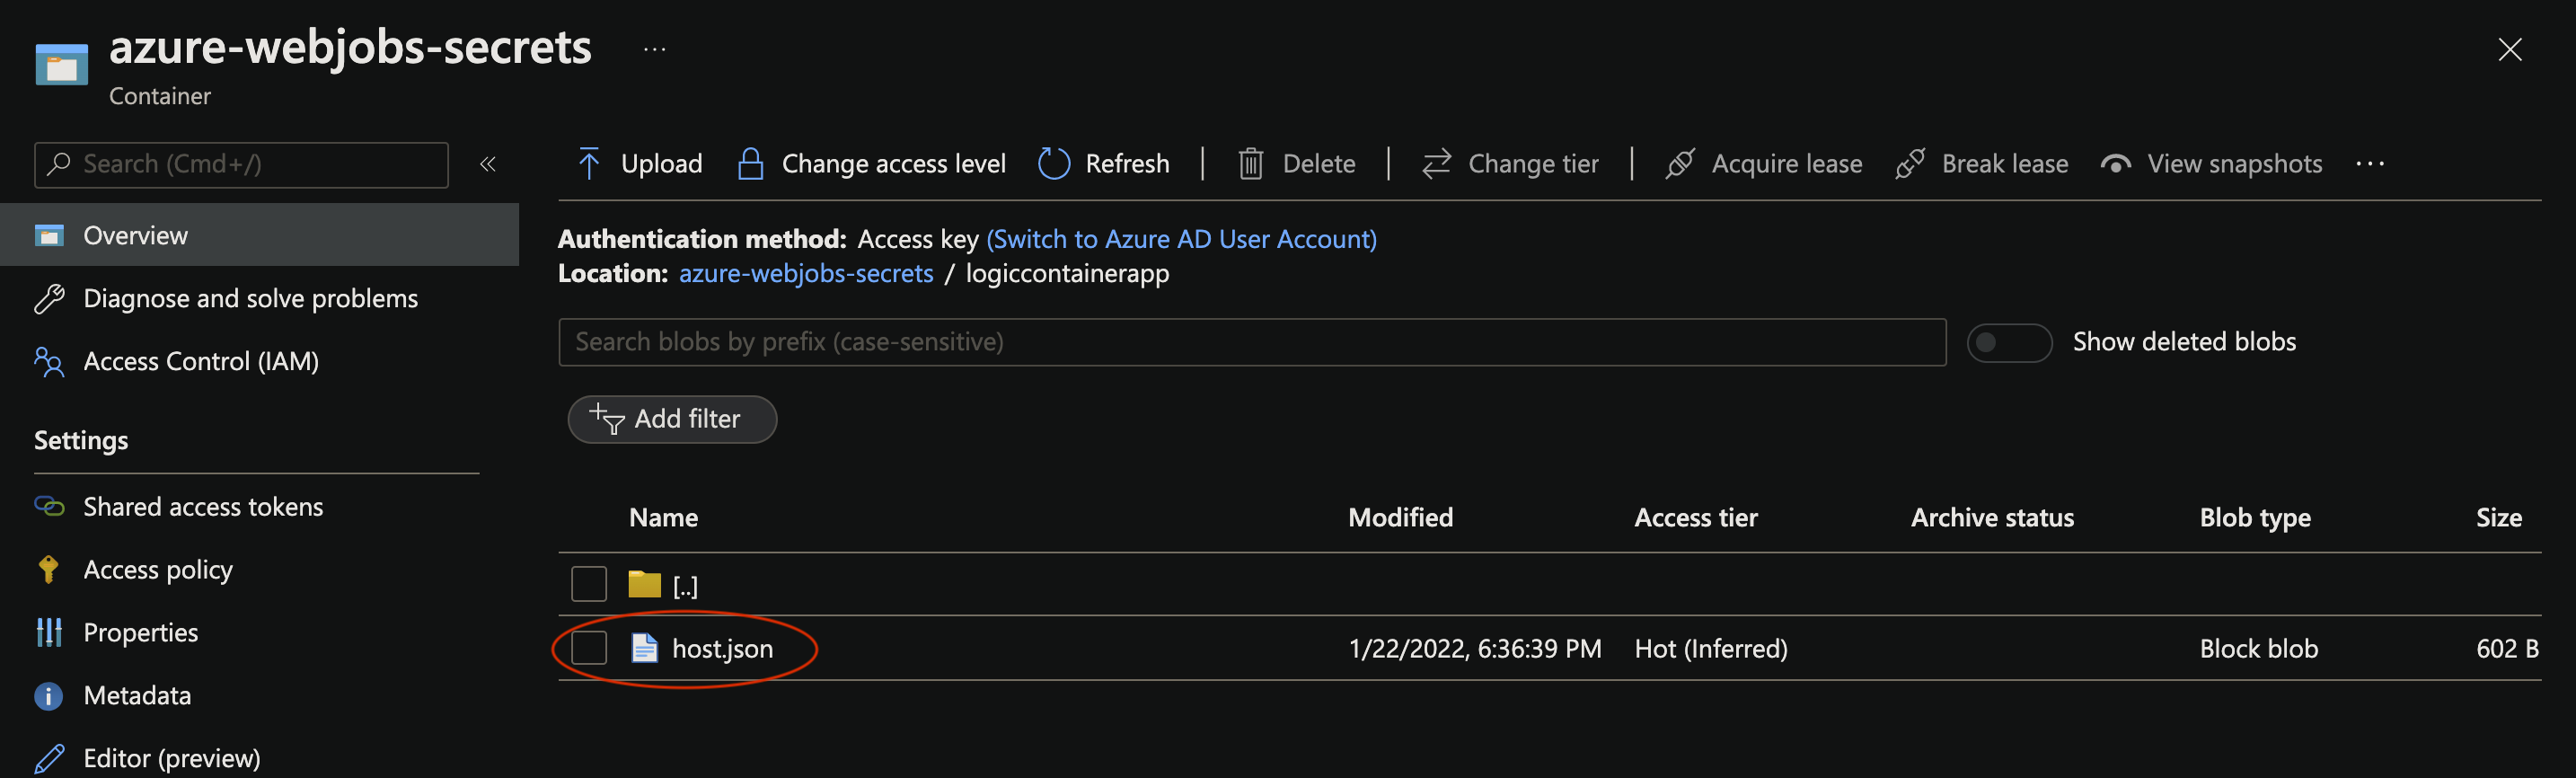 azure-webjobs-secrets ...
Container
Search (Cmd+/)
«
Upload
Change access level
Refresh
Delete
Change tier
Acquire lease
Break lease
View snapshots
...
Overview
Diagnose and solve problems
Access Control (IAM)
Settings
Shared access tokens
Access policy
Properties
Metadata
Editor (preview)
Authentication method: Access key (Switch to Azure AD User Account)
Location: azure-webjobs-secrets / logiccontainerapp
Search blobs by prefix (case-sensitive)
Show deleted blobs
Add filter
Name Modified Access tier Archive status Blob type Size
[..]
host.json 1/22/2022, 6:36:39 PM Hot (Inferred) Block blob 602 B